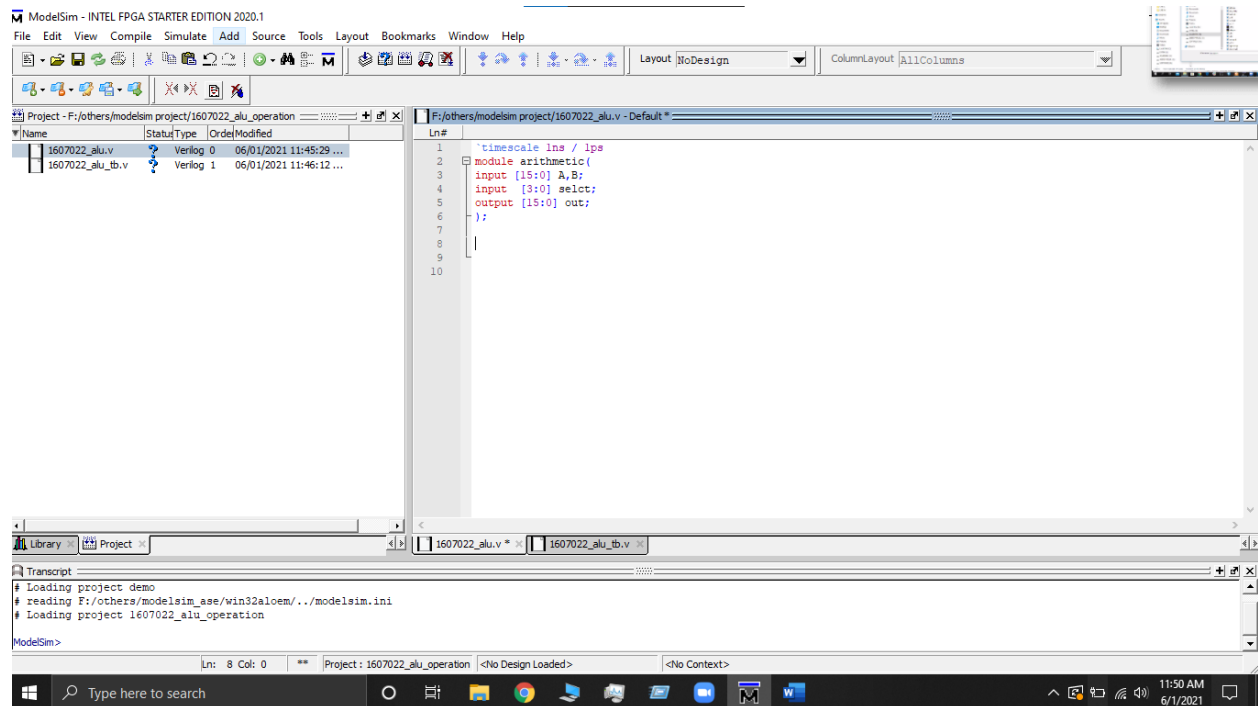 ModelSim - INTEL FPGA STARTER EDITION 2020.1
File Edit View Compile Simulate Add Source Tools Layout Bookmarks Window Help
Layout NoDesign
ColumnLayout AllColumns
Project - F:/others/modelsim project/1607022_alu_operation
Name Status Type Order Modified
1607022_alu.v Verilog 0 06/01/2021 11:45:29 ...
1607022_alu_tb.v Verilog 1 06/01/2021 11:46:12 ...
F:/others/modelsim project/1607022_alu.v - Default *
Ln#
1 `timescale 1ns / 1ps
2 module arithmetic(
3 input [15:0] A,B;
4 input [3:0] selct;
5 output [15:0] out;
6 );
7
8
9
10
Library Project
1607022_alu.v * 1607022_alu_tb.v
Transcript
# Loading project demo
# reading F:/others/modelsim_ase/win32aloem/../modelsim.ini
# Loading project 1607022_alu_operation
ModelSim>
Ln: 8 Col: 0 Project : 1607022_alu_operation <No Design Loaded> <No Context>
Type here to search
11:50 AM
6/1/2021